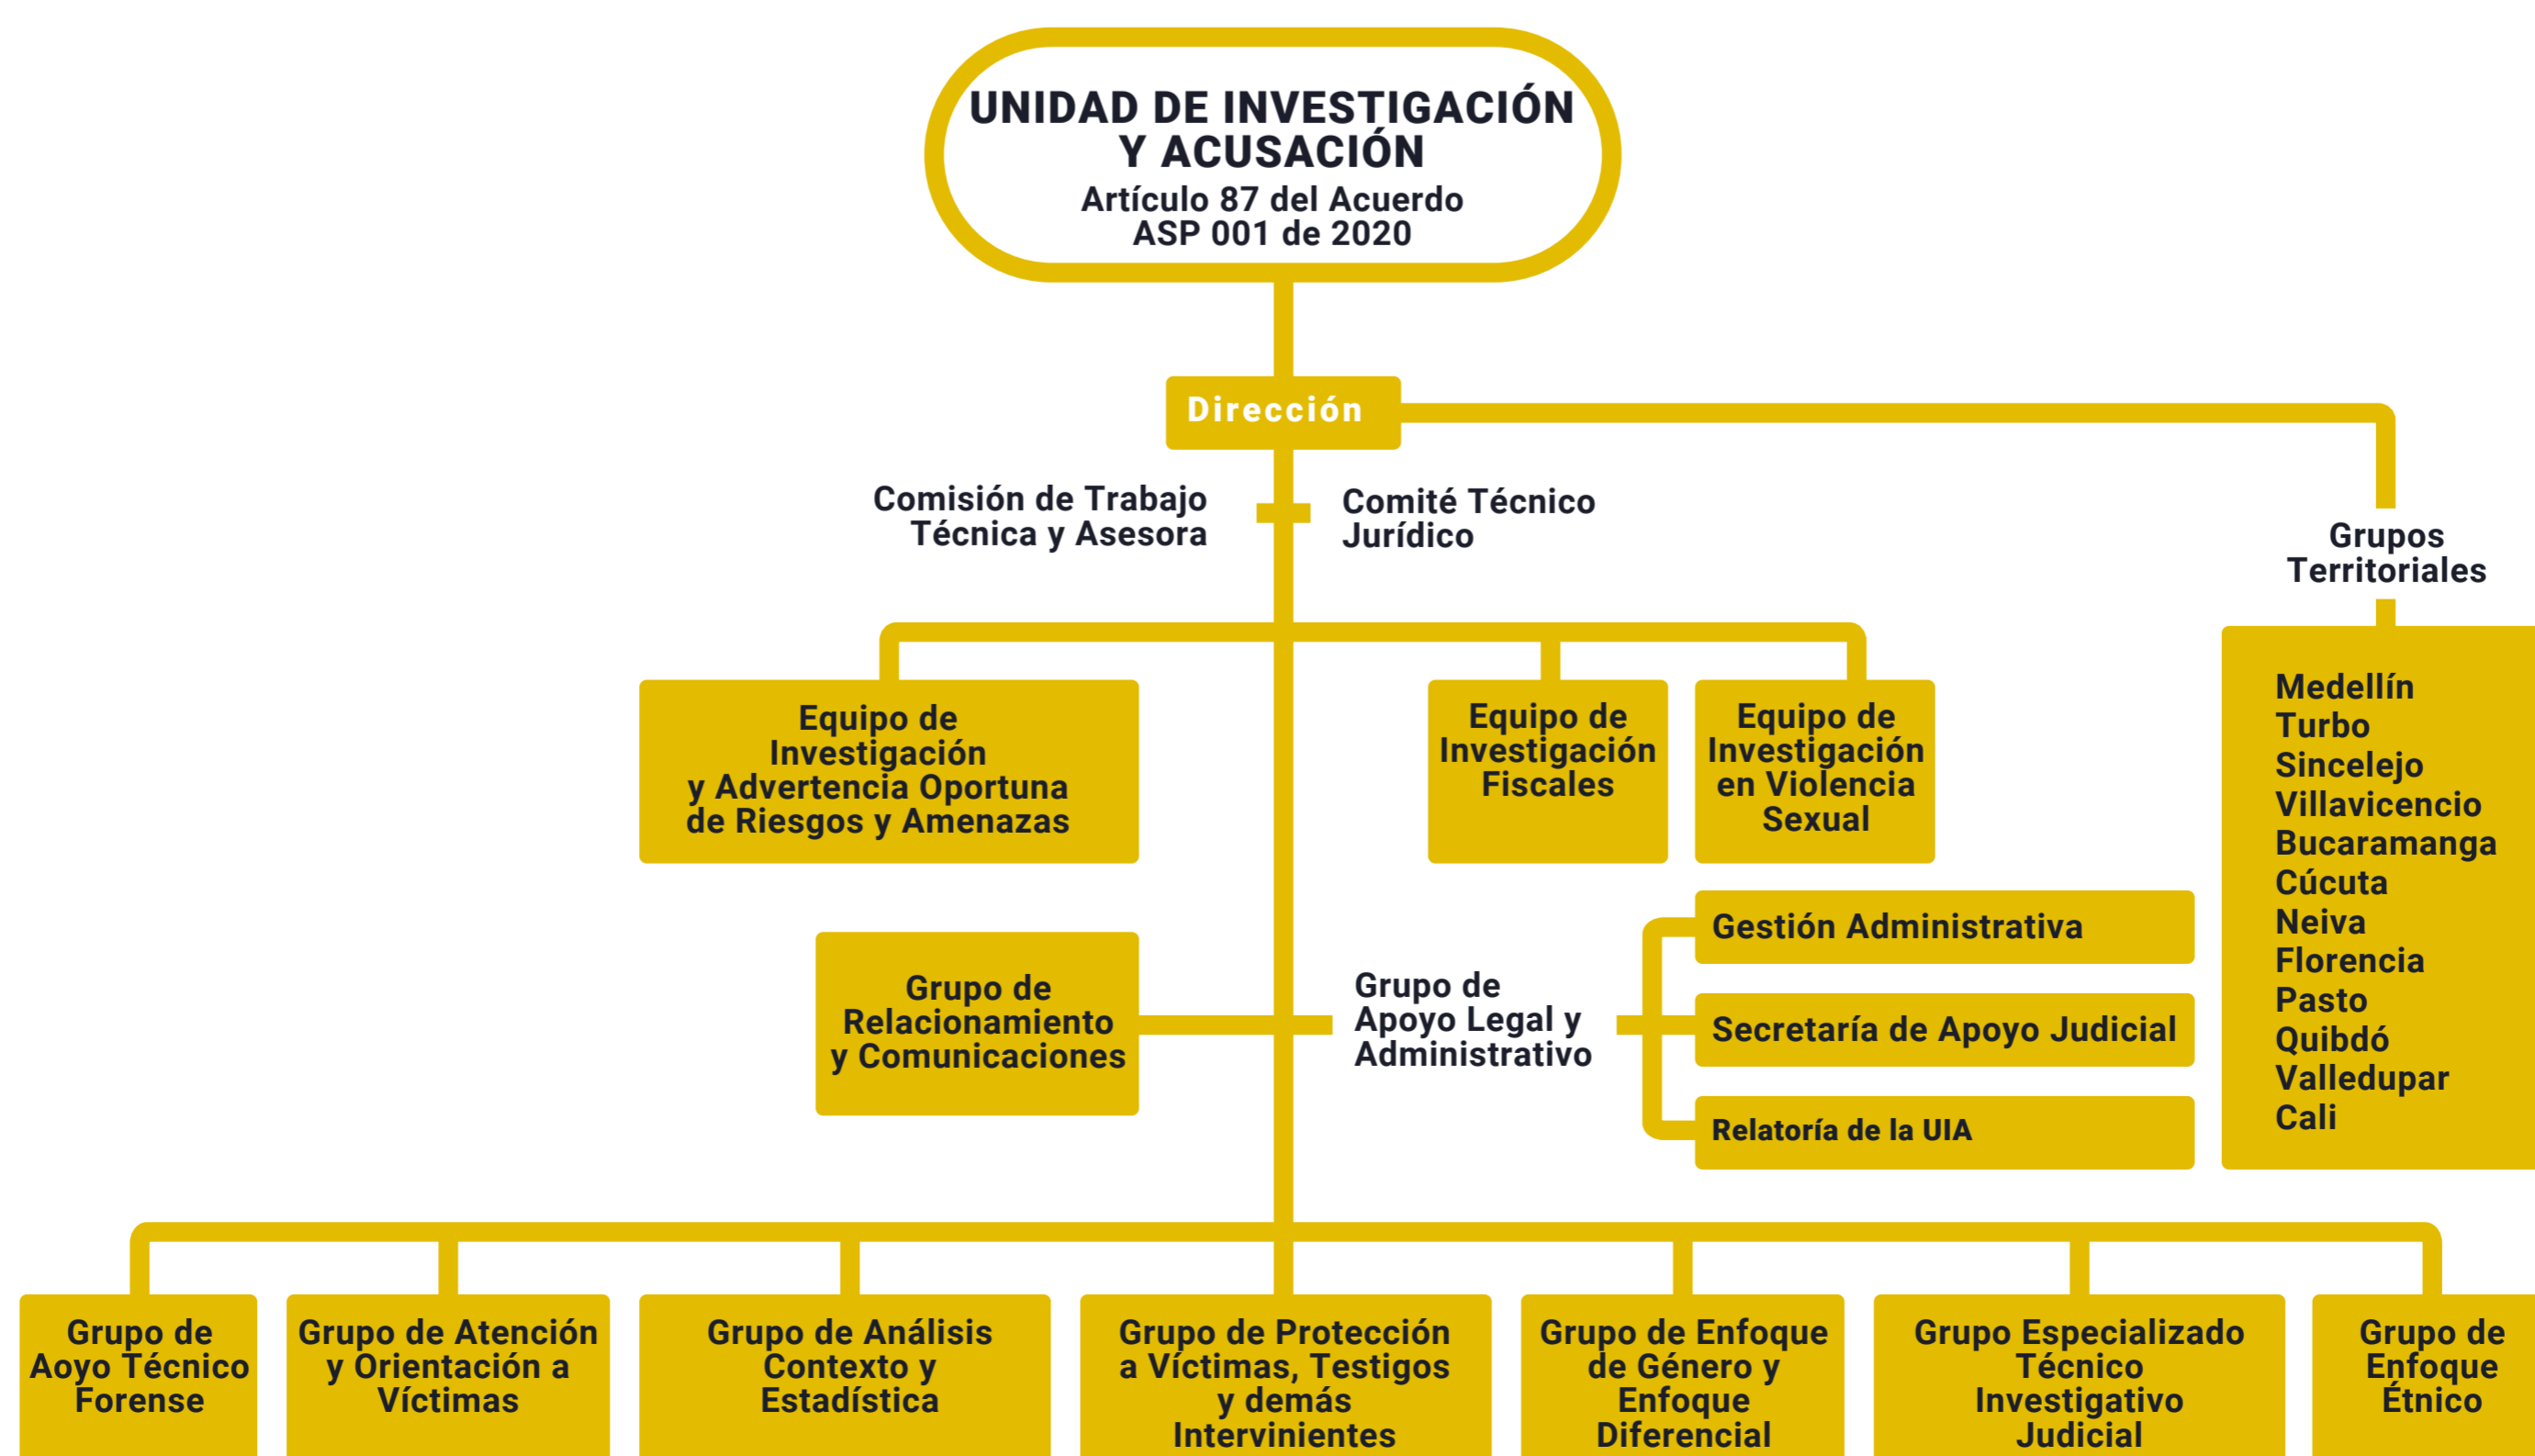 UNIDAD DE INVESTIGACIÓN
Y ACUSACIÓN
Artículo 87 del Acuerdo
ASP 001 de 2020
Dirección
Comisión de Trabajo
Técnica y Asesora
Comité Técnico
Jurídico
Grupos
Territoriales
Equipo de
Investigación
y Advertencia Oportuna
de Riesgos y Amenazas
Equipo de
Investigación
Fiscales
Equipo de
Investigación
en Violencia
Sexual
Medellín
Turbo
Sincelejo
Villavicencio
Bucaramanga
Cúcuta
Neiva
Florencia
Pasto
Quibdó
Valledupar
Cali
Grupo de
Relacionamiento
y Comunicaciones
Grupo de
Apoyo Legal y
Administrativo
Gestión Administrativa
Secretaría de Apoyo Judicial
Relatoría de la UIA
Grupo de
Aoyo Técnico
Forense
Grupo de Atención
y Orientación a
Víctimas
Grupo de Análisis
Contexto y
Estadística
Grupo de Protección
a Víctimas, Testigos
y demás
Intervinientes
Grupo de Enfoque
de Género y
Enfoque
Diferencial
Grupo Especializado
Técnico
Investigativo
Judicial
Grupo de
Enfoque
Étnico